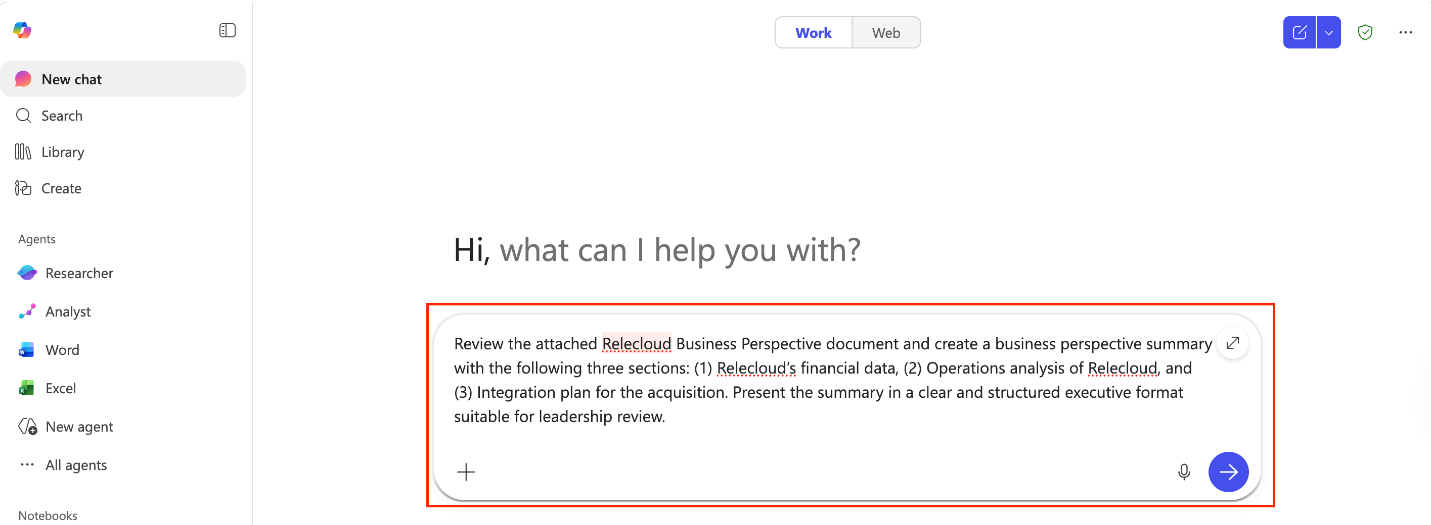 Work
Web
New chat
Search
Library
Create
Agents
Researcher
Analyst
Word
Excel
New agent
All agents
Notebooks
Hi, what can I help you with?
Review the attached Relecloud Business Perspective document and create a business perspective summary
with the following three sections: (1) Relecloud’s financial data, (2) Operations analysis of Relecloud, and
(3) Integration plan for the acquisition. Present the summary in a clear and structured executive format
suitable for leadership review.